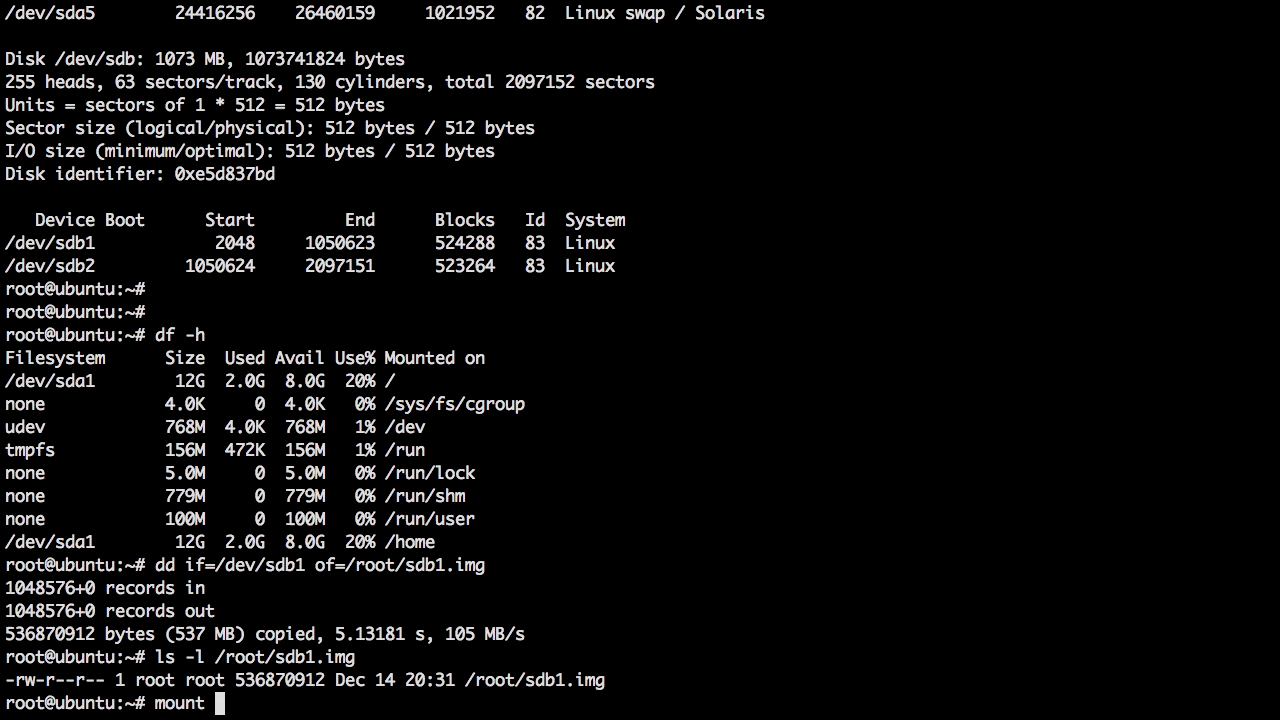 /dev/sda5        24416256    26460159     1021952   82  Linux swap / Solaris
Disk /dev/sdb: 1073 MB, 1073741824 bytes
255 heads, 63 sectors/track, 130 cylinders, total 2097152 sectors
Units = sectors of 1 * 512 = 512 bytes
Sector size (logical/physical): 512 bytes / 512 bytes
I/O size (minimum/optimal): 512 bytes / 512 bytes
Disk identifier: 0xe5d837bd
   Device Boot      Start         End      Blocks   Id  System
/dev/sdb1            2048     1050623      524288   83  Linux
/dev/sdb2         1050624     2097151      523264   83  Linux
root@ubuntu:~#
root@ubuntu:~#
root@ubuntu:~# df -h
Filesystem      Size  Used Avail Use% Mounted on
/dev/sda1        12G  2.0G  8.0G  20% /
none            4.0K     0  4.0K   0% /sys/fs/cgroup
udev            768M  4.0K  768M   1% /dev
tmpfs           156M  472K  156M   1% /run
none            5.0M     0  5.0M   0% /run/lock
none            779M     0  779M   0% /run/shm
none            100M     0  100M   0% /run/user
/dev/sda1        12G  2.0G  8.0G  20% /home
root@ubuntu:~# dd if=/dev/sdb1 of=/root/sdb1.img
1048576+0 records in
1048576+0 records out
536870912 bytes (537 MB) copied, 5.13181 s, 105 MB/s
root@ubuntu:~# ls -l /root/sdb1.img
-rw-r--r-- 1 root root 536870912 Dec 14 20:31 /root/sdb1.img
root@ubuntu:~# mount